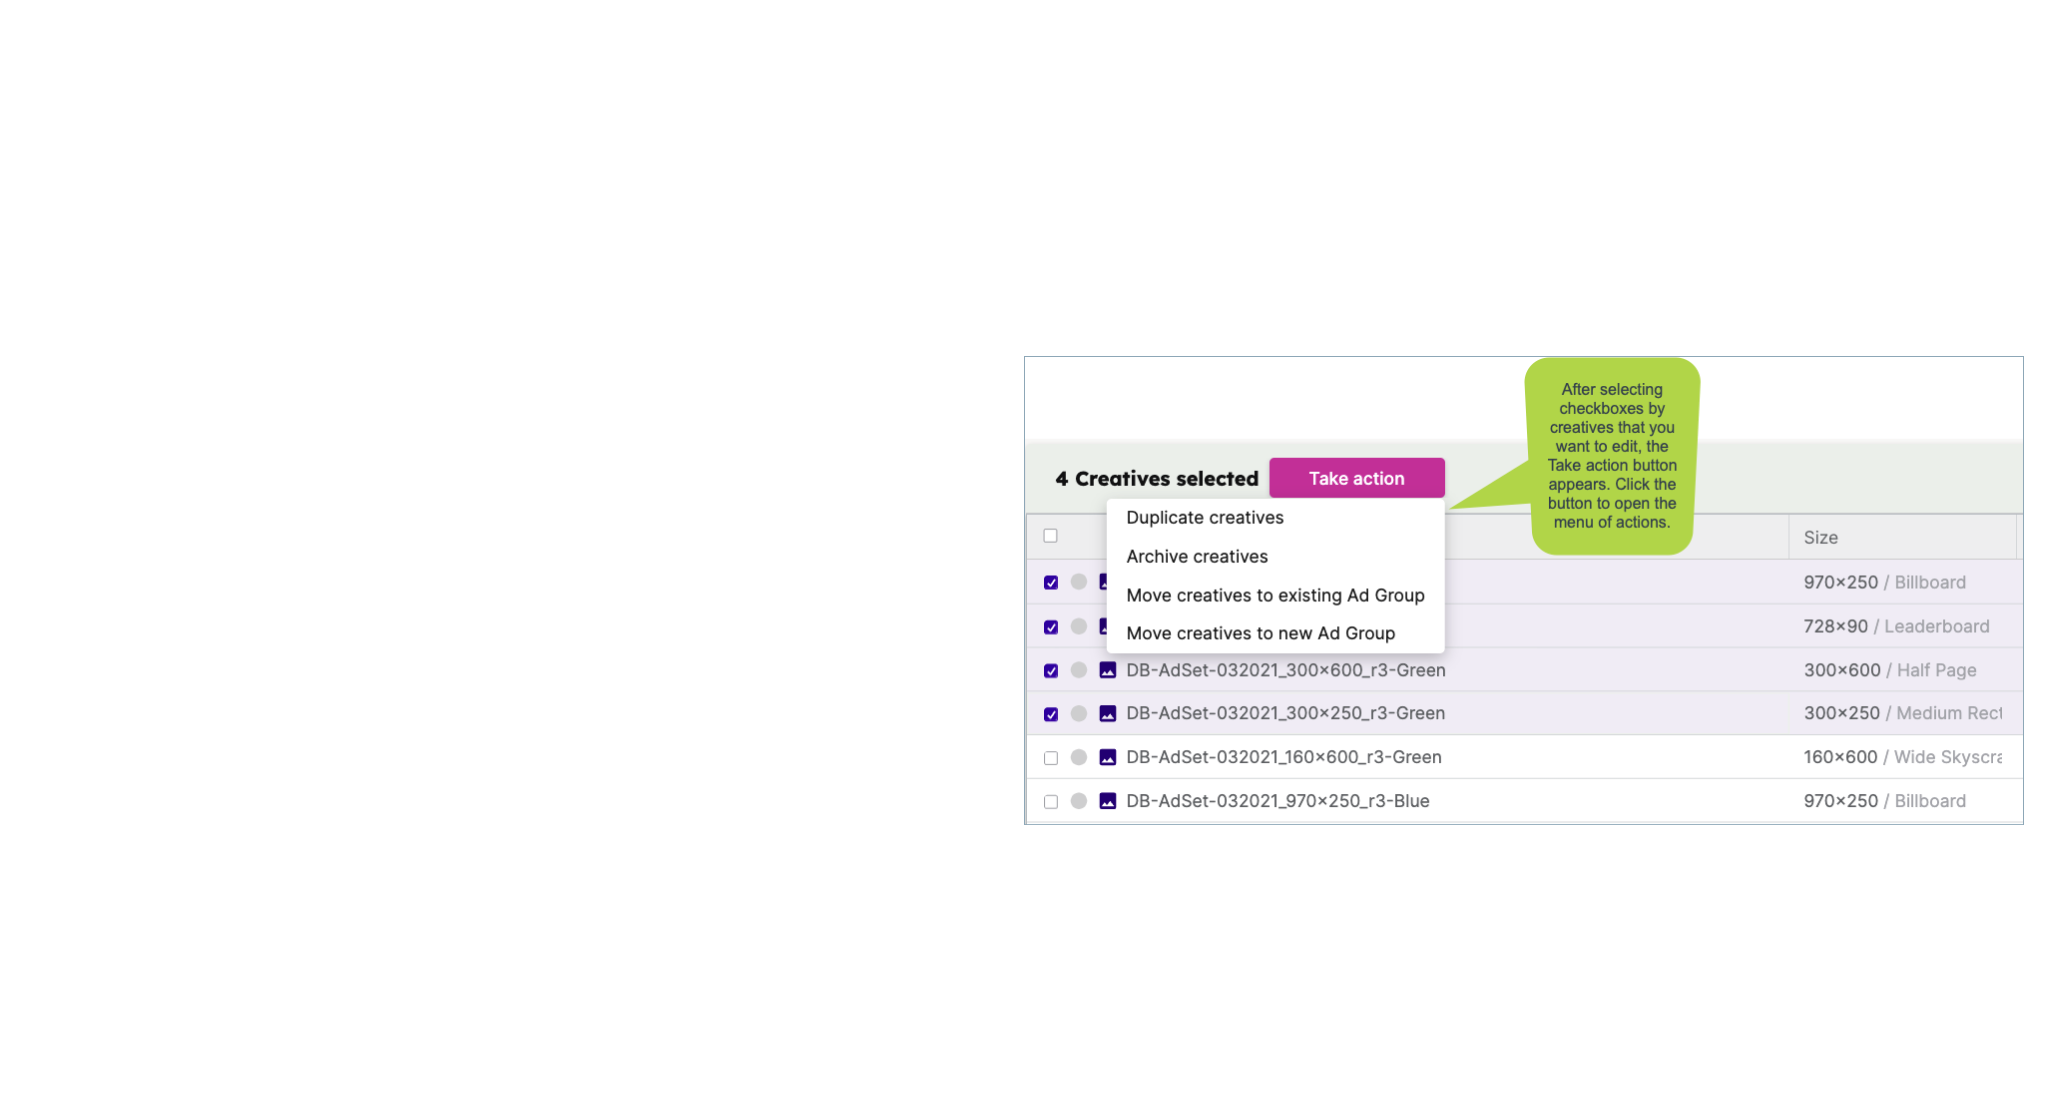 After selecting
checkboxes by
creatives that you
want to edit, the
Take action button
appears. Click the
button to open the
menu of actions.
4 Creatives selected
Take action
Duplicate creatives
Archive creatives
Move creatives to existing Ad Group
Move creatives to new Ad Group
Size
970×250 / Billboard
728×90 / Leaderboard
DB-AdSet-032021_300×600_r3-Green 300×600 / Half Page
DB-AdSet-032021_300×250_r3-Green 300×250 / Medium Rect
DB-AdSet-032021_160×600_r3-Green 160×600 / Wide Skyscra
DB-AdSet-032021_970×250_r3-Blue 970×250 / Billboard